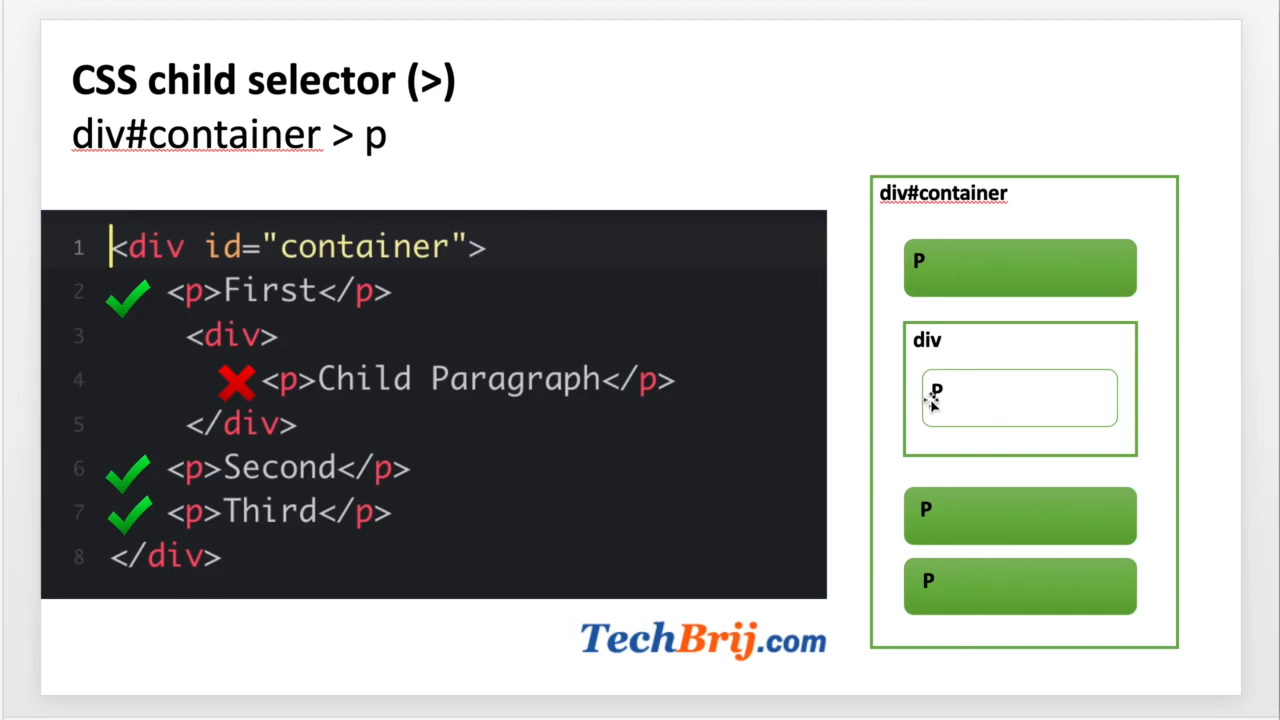 CSS child selector (>)
div#container > p
1 <div id="container">
2 <p>First</p>
3 <div>
4 <p>Child Paragraph</p>
5 </div>
6 <p>Second</p>
7 <p>Third</p>
8 </div>
TechBrij.com
div#container
P
div
P
P
P